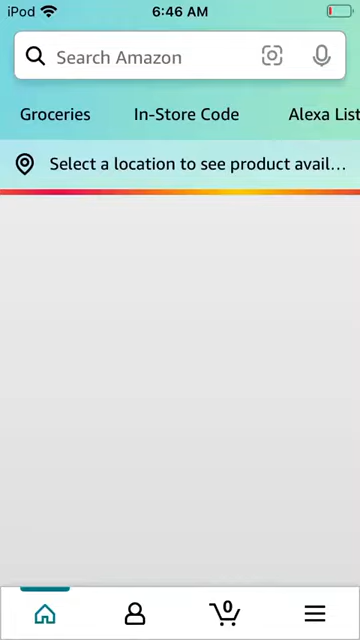 iPod 6:46 AM
Search Amazon
Groceries In-Store Code Alexa List
Select a location to see product avail...
0